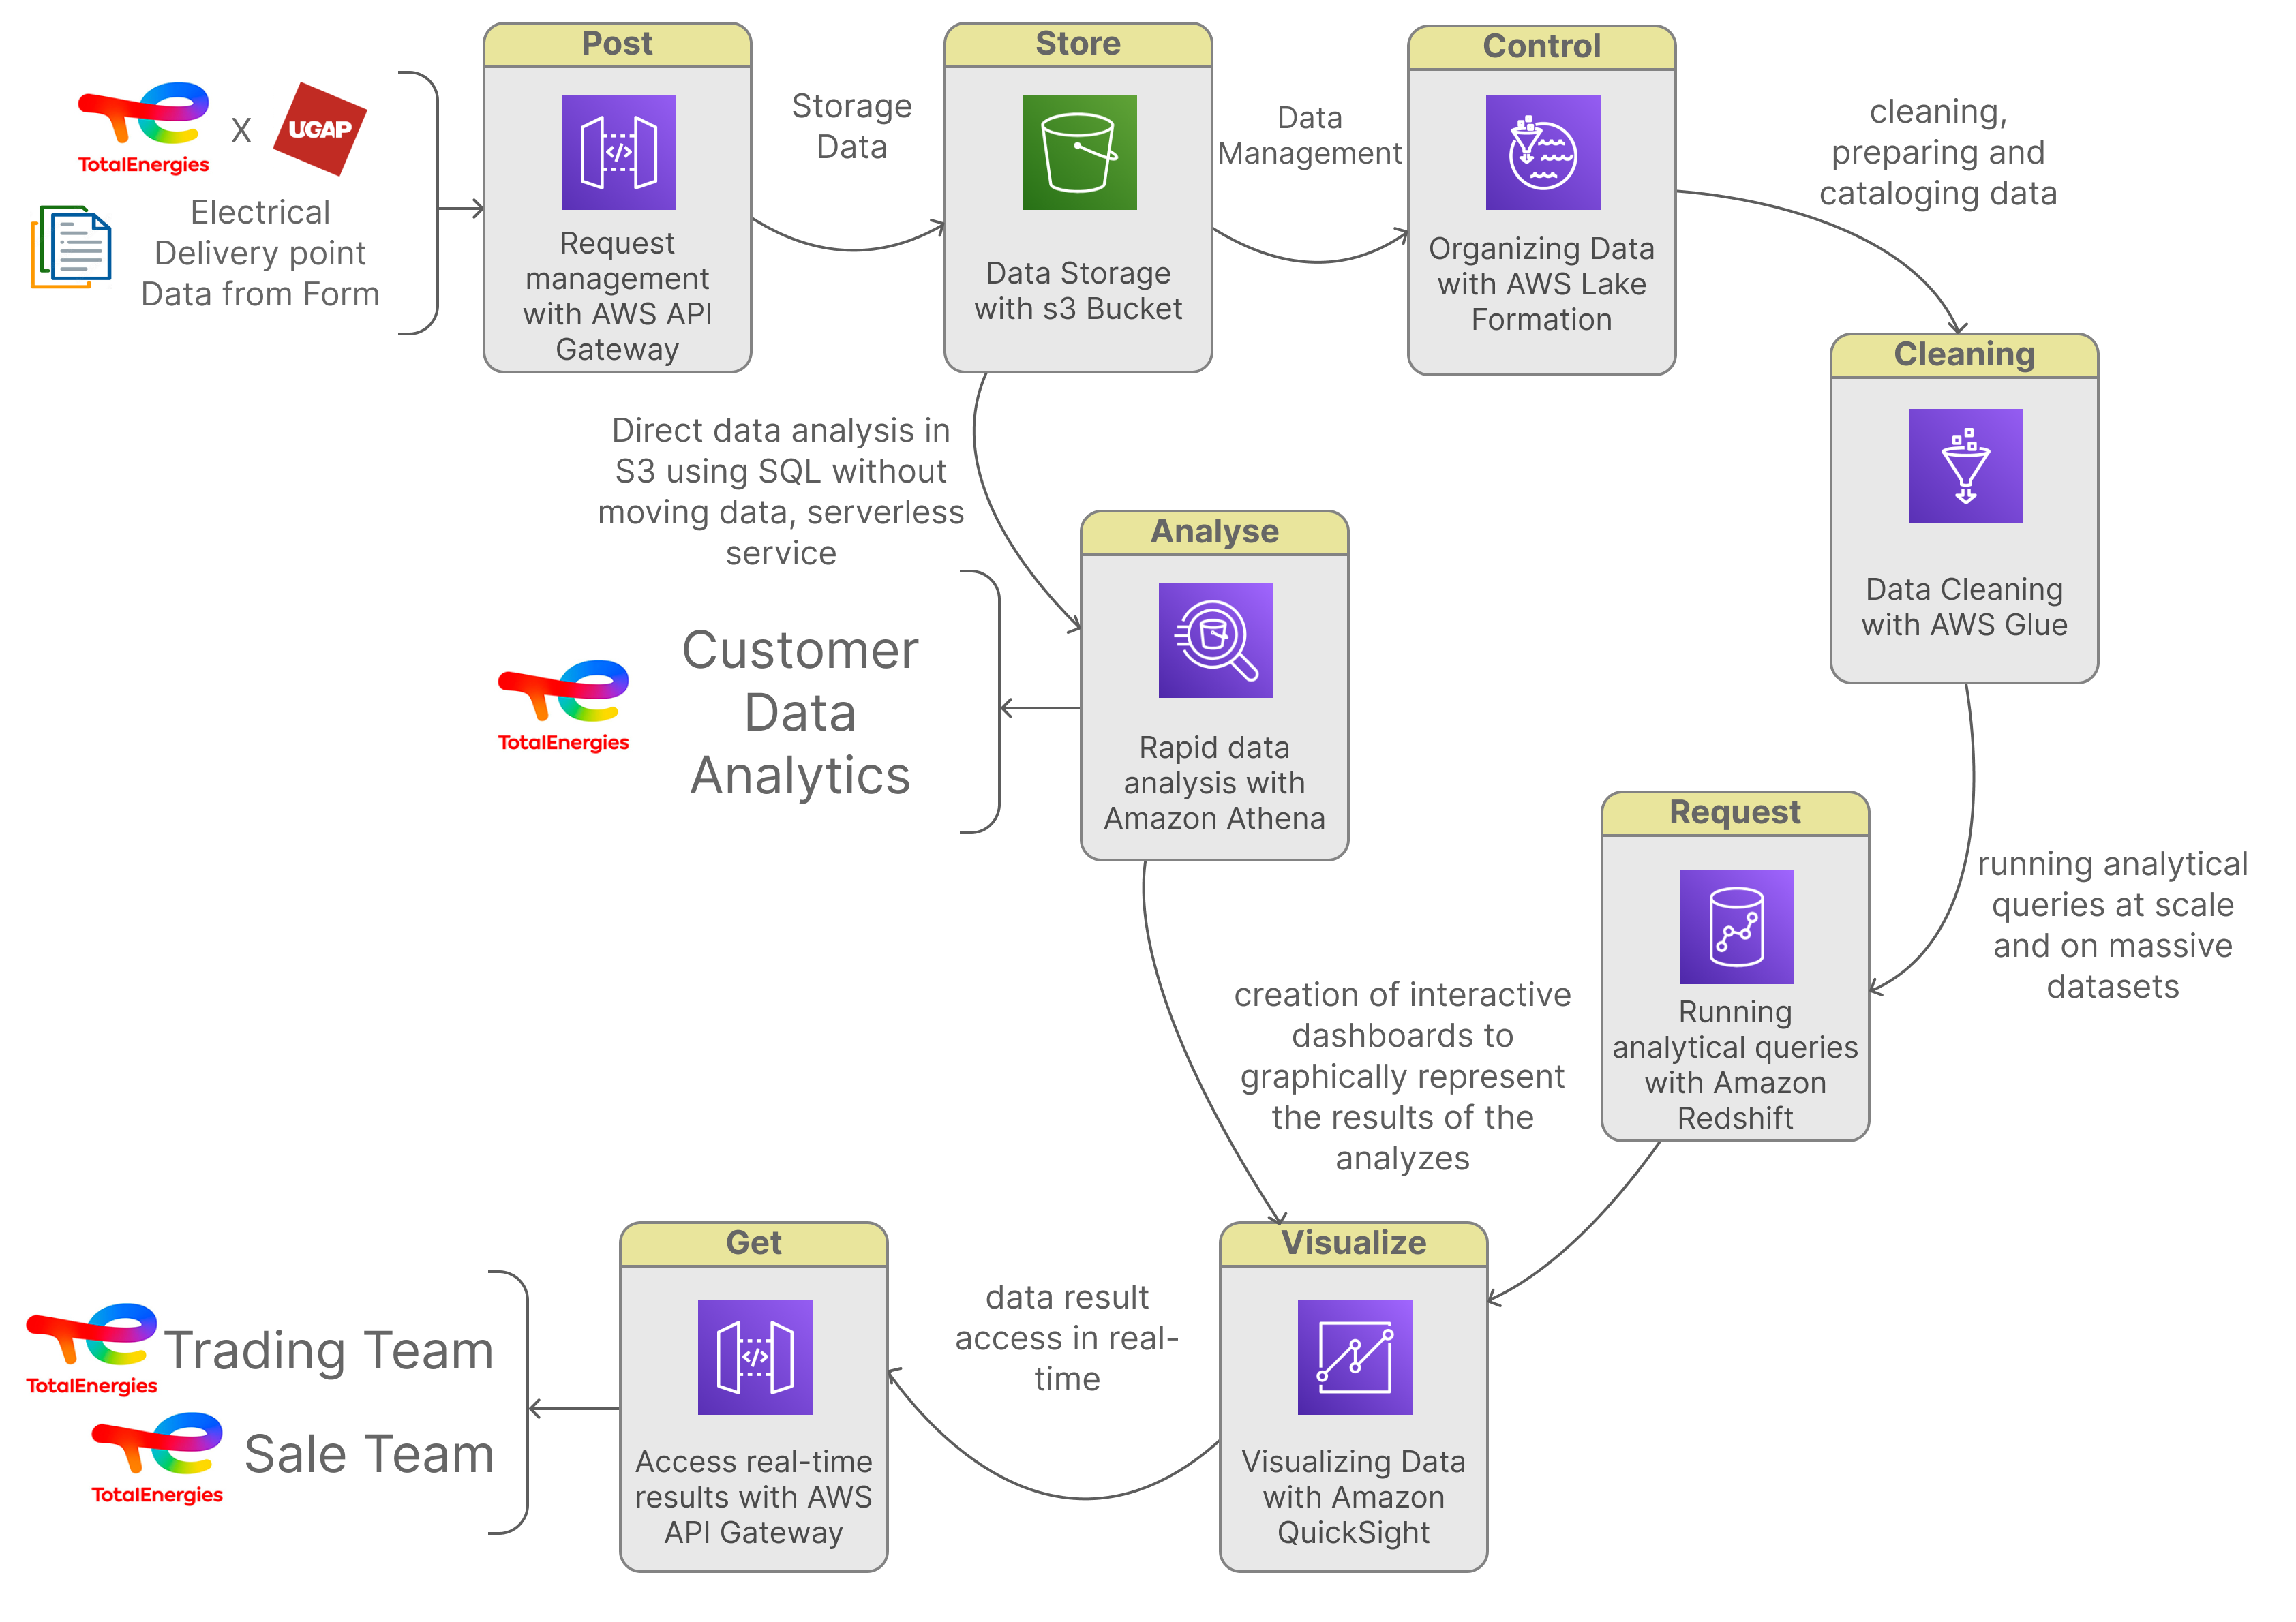 Post
Request
management
with AWS API
Gateway
TotalEnergies
X
UGAP
Electrical
Delivery point
Data from Form
Storage
Data
Store
Data Storage
with s3 Bucket
Data
Management
Control
Organizing Data
with AWS Lake
Formation
cleaning,
preparing and
cataloging data
Cleaning
Data Cleaning
with AWS Glue
Direct data analysis in
S3 using SQL without
moving data, serverless
service
Analyse
Rapid data
analysis with
Amazon Athena
TotalEnergies
Customer
Data
Analytics
running analytical
queries at scale
and on massive
datasets
Request
Running
analytical queries
with Amazon
Redshift
creation of interactive
dashboards to
graphically represent
the results of the
analyzes
Visualize
Visualizing Data
with Amazon
QuickSight
data result
access in real-
time
Get
Access real-time
results with AWS
API Gateway
TotalEnergies
Trading Team
TotalEnergies
Sale Team